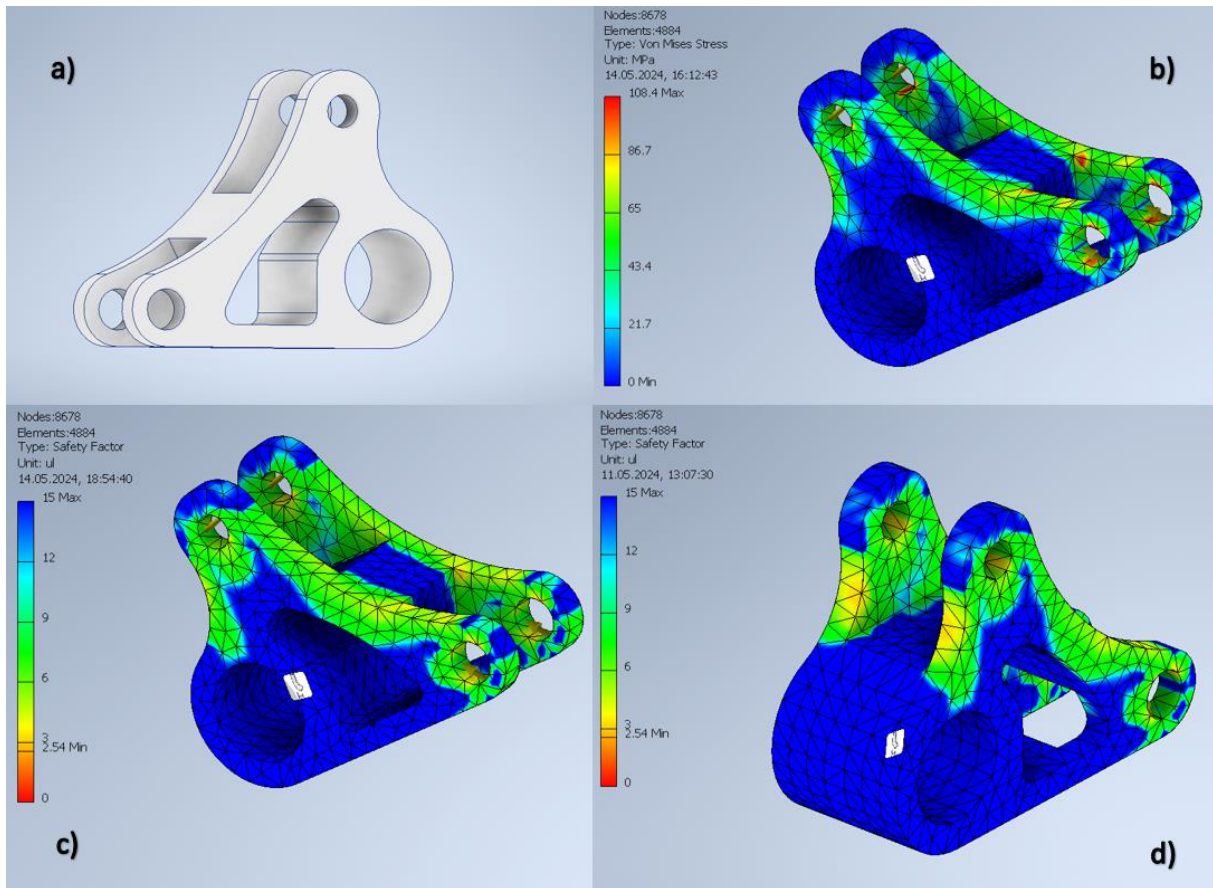 a)
Nodes:8678
Elements:4884
Type: Von Mises Stress
Unit: MPa
14.05.2024, 16:12:43
108.4 Max
86.7
65
43.4
21.7
0 Min
b)
Nodes:8678
Elements:4884
Type: Safety Factor
Unit: ul
14.05.2024, 18:54:40
15 Max
12
9
6
3
2.54 Min
0
c)
Nodes:8678
Elements:4884
Type: Safety Factor
Unit: ul
11.05.2024, 13:07:30
15 Max
12
9
6
3
2.54 Min
0
d)